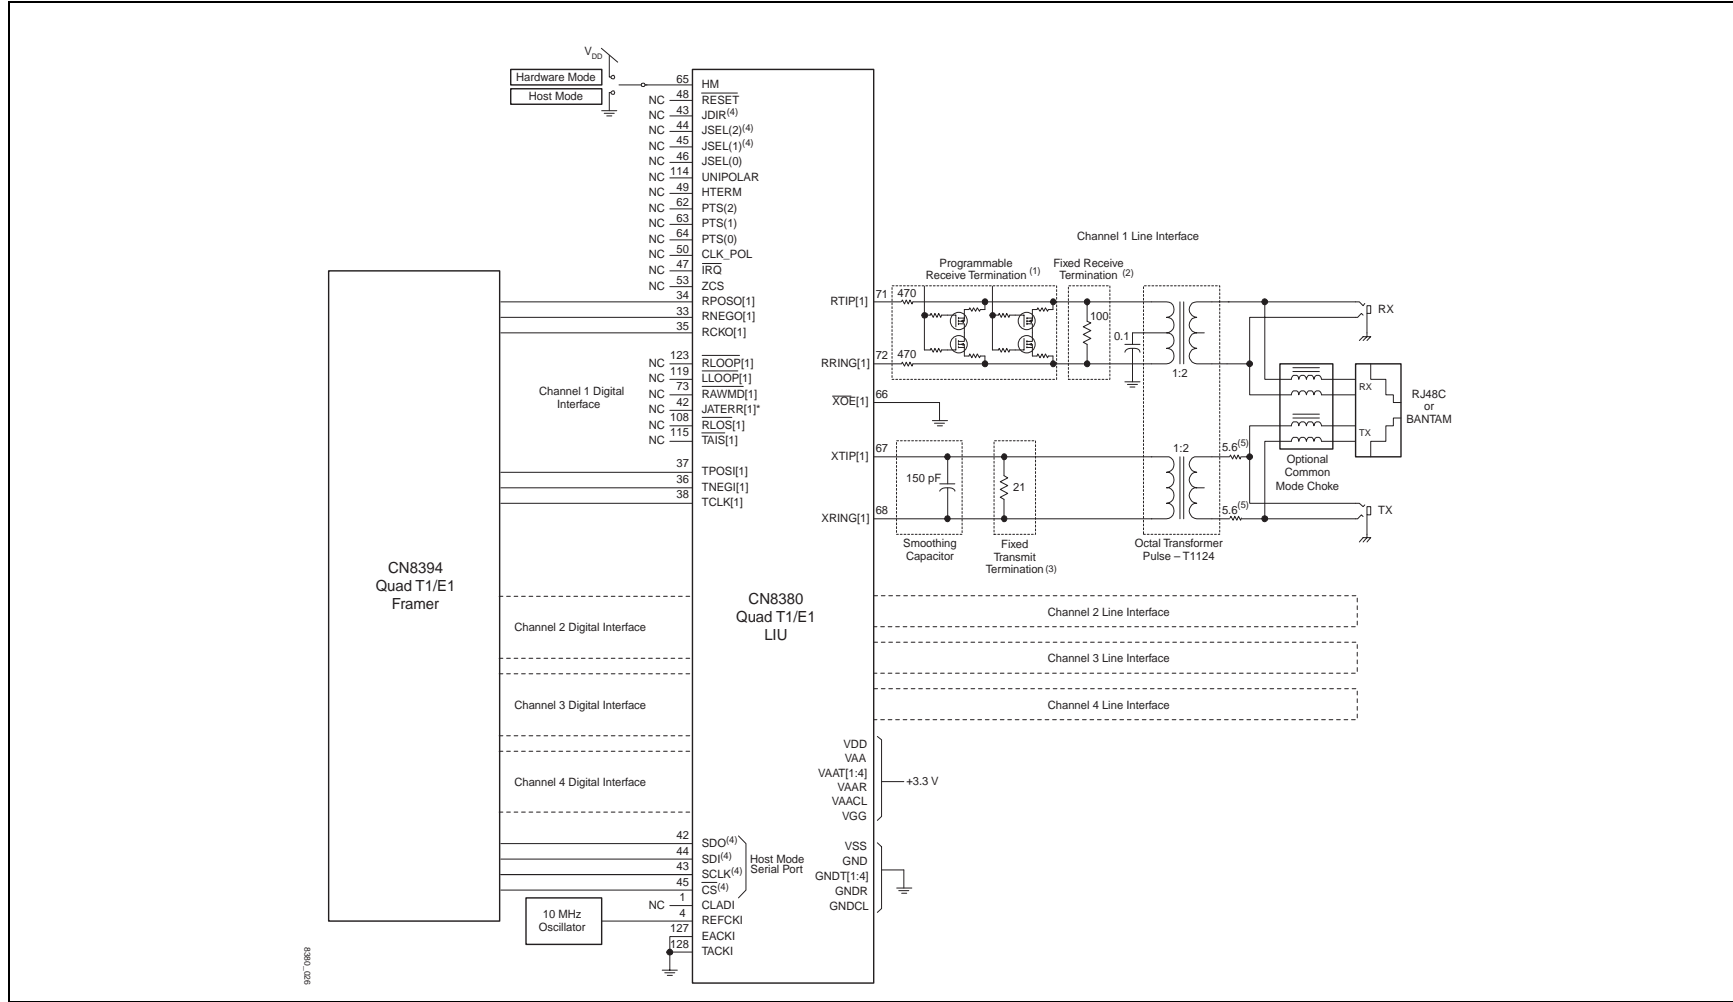 V_DD
Hardware Mode
Host Mode
65 HM
NC 48 RESET
NC 43 JDIR(4)
NC 44 JSEL(2)(4)
NC 45 JSEL(1)(4)
NC 46 JSEL(0)
NC 114 UNIPOLAR
NC 49 HTERM
NC 62 PTS(2)
NC 63 PTS(1)
NC 64 PTS(0)
NC 50 CLK_POL
NC 47 IRQ
NC 53 ZCS
34 RPOSO[1]
33 RNEGO[1]
35 RCKO[1]
NC 123 RLOOP[1]
NC 119 LLOOP[1]
NC 73 RAWMD[1]
NC 42 JATERR[1]*
NC 108 RLOS[1]
NC 115 TAIS[1]
Channel 1 Digital
Interface
37 TPOSI[1]
36 TNEGI[1]
38 TCLK[1]
CN8394
Quad T1/E1
Framer
CN8380
Quad T1/E1
LIU
Channel 2 Digital Interface
Channel 3 Digital Interface
Channel 4 Digital Interface
42 SDO(4)
44 SDI(4)
43 SCLK(4)
45 CS(4)
Host Mode
Serial Port
NC 1 CLADI
4 REFCKI
127 EACKI
128 TACKI
10 MHz
Oscillator
8380_026
Channel 1 Line Interface
Programmable
Receive Termination (1)
Fixed Receive
Termination (2)
RTIP[1] 71 470
100
0.1
RRING[1] 72 470
1:2
XOE[1] 66
XTIP[1] 67
150 pF
21
1:2
5.6(5)
XRING[1] 68
5.6(5)
Smoothing
Capacitor
Fixed
Transmit
Termination (3)
Octal Transformer
Pulse – T1124
RX
RX
TX
RJ48C
or
BANTAM
Optional
Common
Mode Choke
TX
Channel 2 Line Interface
Channel 3 Line Interface
Channel 4 Line Interface
VDD
VAA
VAAT[1:4]
VAAR
VAACL
VGG
+3.3 V
VSS
GND
GNDT[1:4]
GNDR
GNDCL